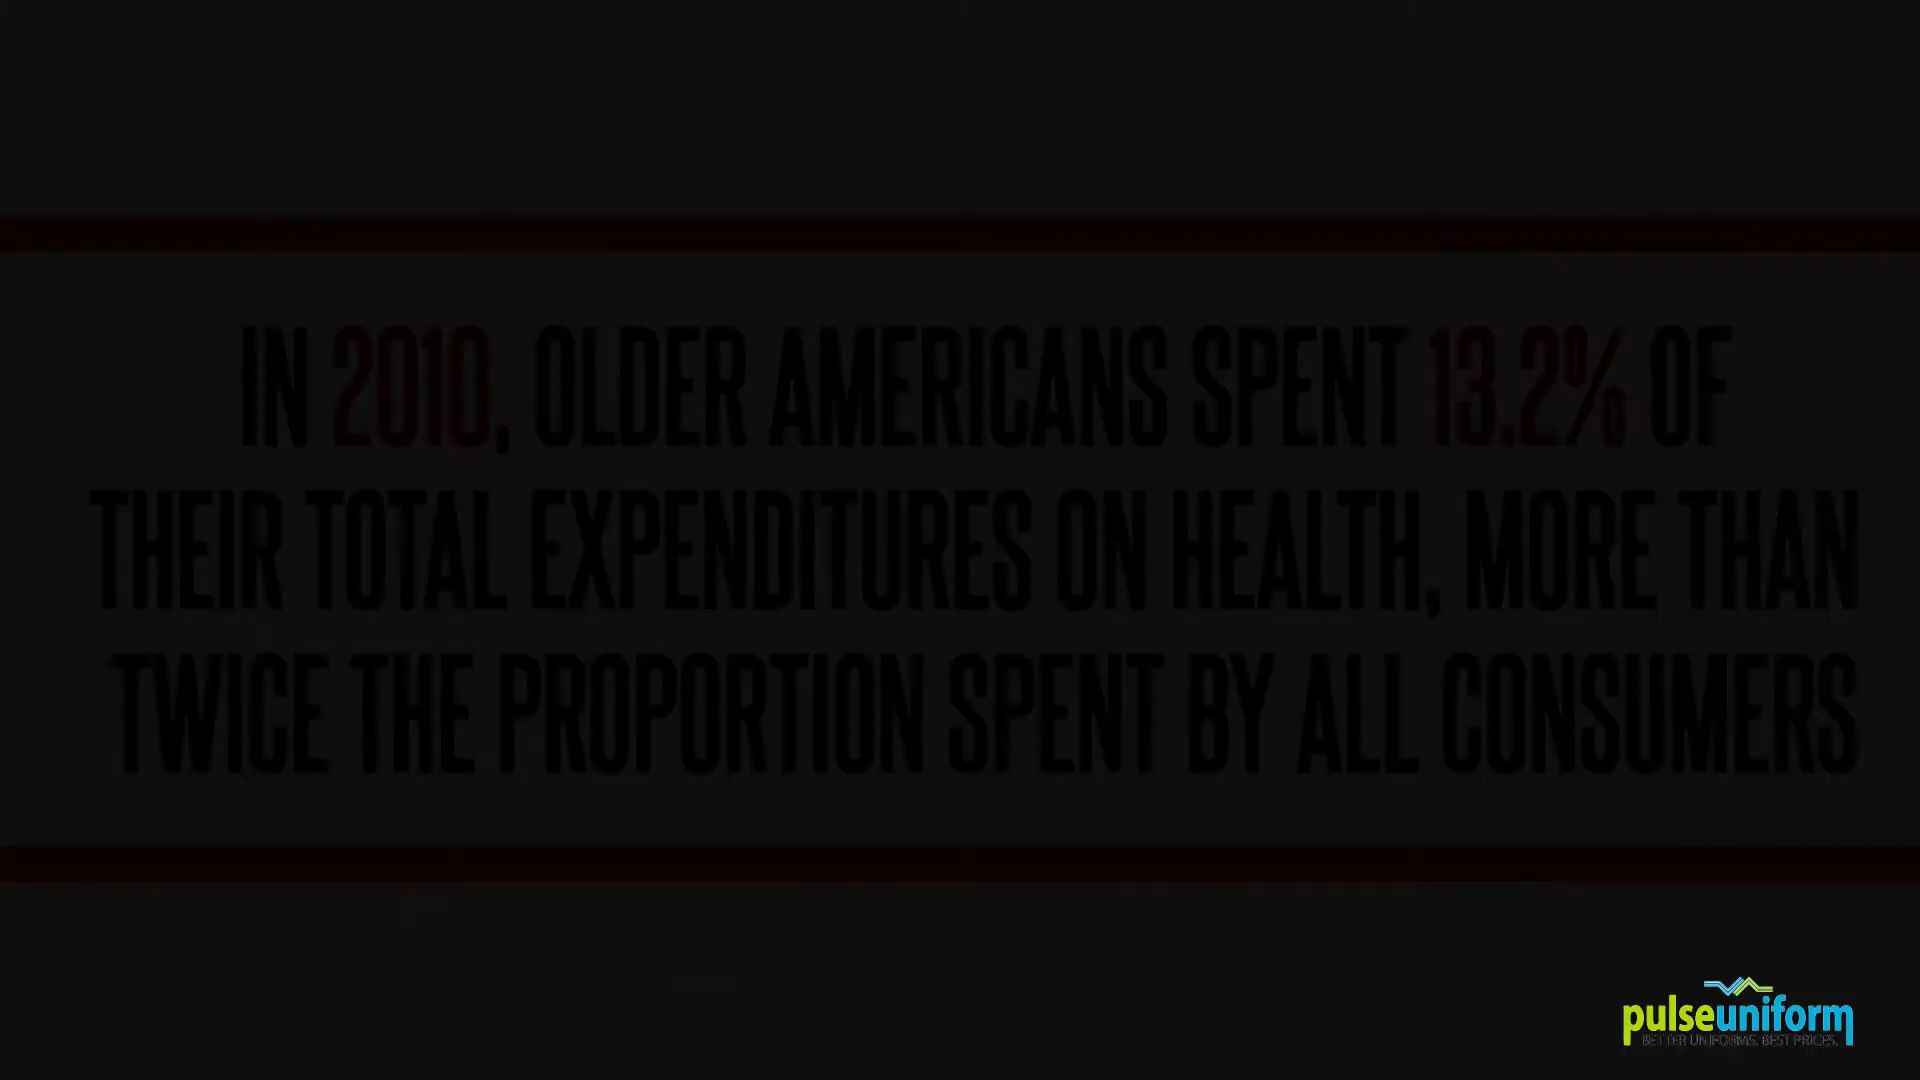 IN 2010, OLDER AMERICANS SPENT 13.2% OF
THEIR TOTAL EXPENDITURES ON HEALTH, MORE THAN
TWICE THE PROPORTION SPENT BY ALL CONSUMERS
pulseuniform
BETTER UNIFORMS. BEST PRICES.